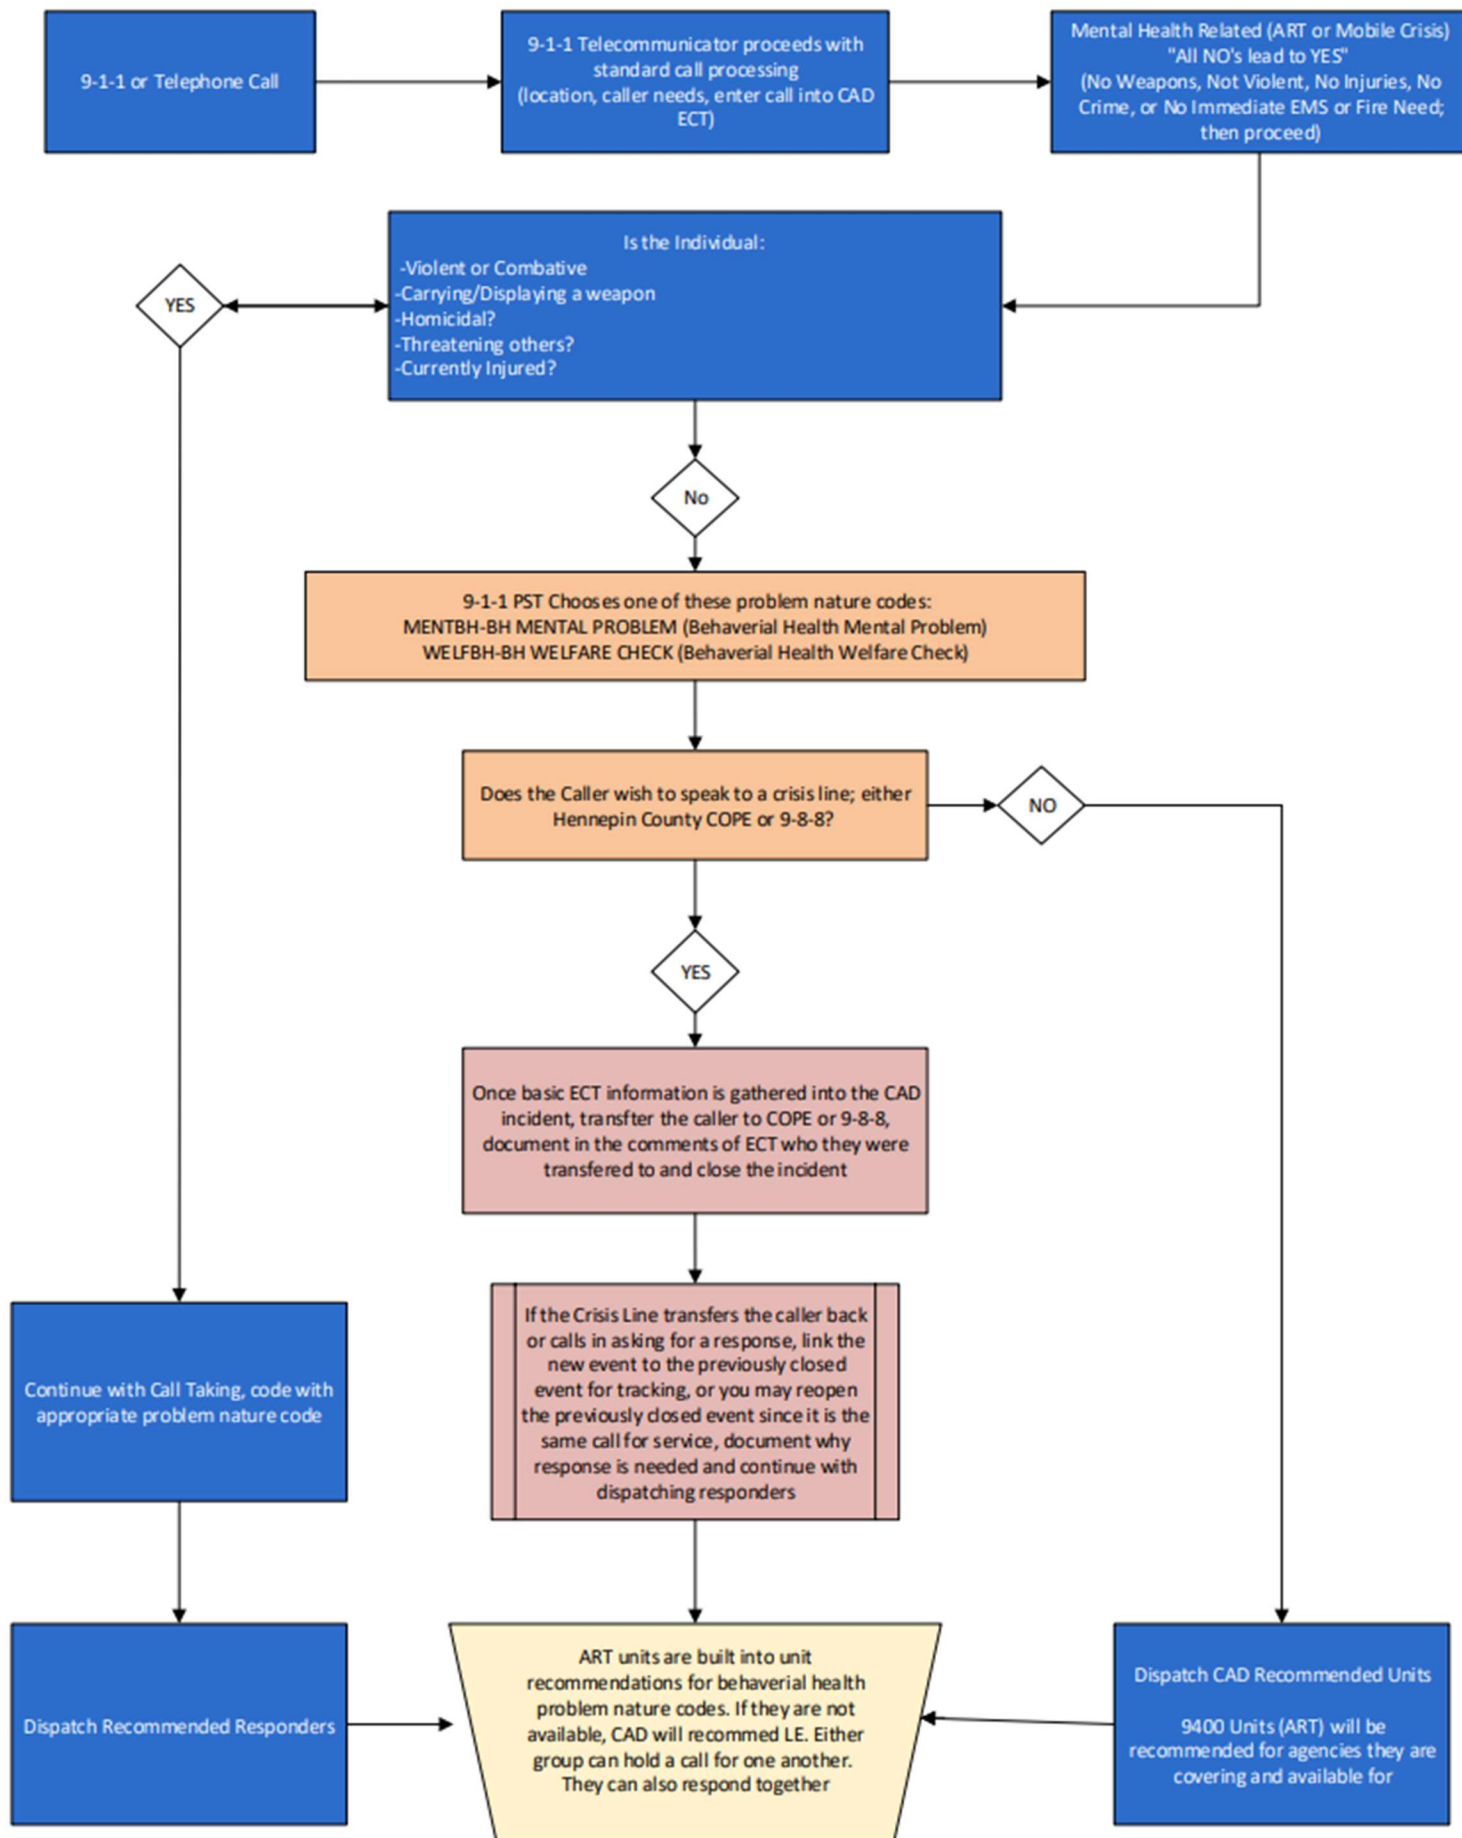 9-1-1 or Telephone Call
9-1-1 Telecommunicator proceeds with
standard call processing
(location, caller needs, enter call into CAD
ECT)
Mental Health Related (ART or Mobile Crisis)
"All NO's lead to YES"
(No Weapons, Not Violent, No Injuries, No
Crime, or No Immediate EMS or Fire Need;
then proceed)
Is the Individual:
-Violent or Combative
-Carrying/Displaying a weapon
-Homicidal?
-Threatening others?
-Currently Injured?
YES
No
9-1-1 PST Chooses one of these problem nature codes:
MENTBH-BH MENTAL PROBLEM (Behaverial Health Mental Problem)
WELFBH-BH WELFARE CHECK (Behaverial Health Welfare Check)
Does the Caller wish to speak to a crisis line; either
Hennepin County COPE or 9-8-8?
NO
YES
Once basic ECT information is gathered into the CAD
incident, transfter the caller to COPE or 9-8-8,
document in the comments of ECT who they were
transfered to and close the incident
If the Crisis Line transfers the caller back
or calls in asking for a response, link the
new event to the previously closed
event for tracking, or you may reopen
the previously closed event since it is the
same call for service, document why
response is needed and continue with
dispatching responders
Continue with Call Taking, code with
appropriate problem nature code
Dispatch Recommended Responders
ART units are built into unit
recommendations for behaverial health
problem nature codes. If they are not
available, CAD will recommed LE. Either
group can hold a call for one another.
They can also respond together
Dispatch CAD Recommended Units
9400 Units (ART) will be
recommended for agencies they are
covering and available for